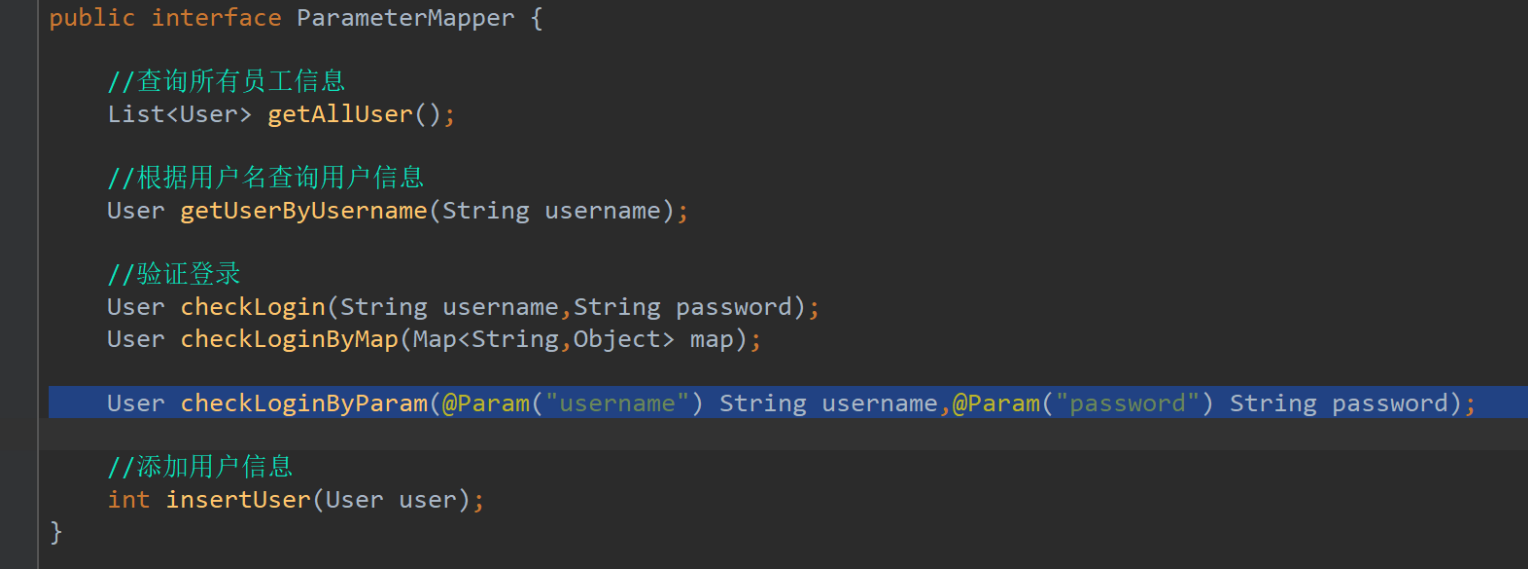 public interface ParameterMapper {
//查询所有员工信息
List<User> getAllUser();
//根据用户名查询用户信息
User getUserByUsername(String username);
//验证登录
User checkLogin(String username,String password);
User checkLoginByMap(Map<String,Object> map);
User checkLoginByParam(@Param("username") String username,@Param("password") String password);
//添加用户信息
int insertUser(User user);
}